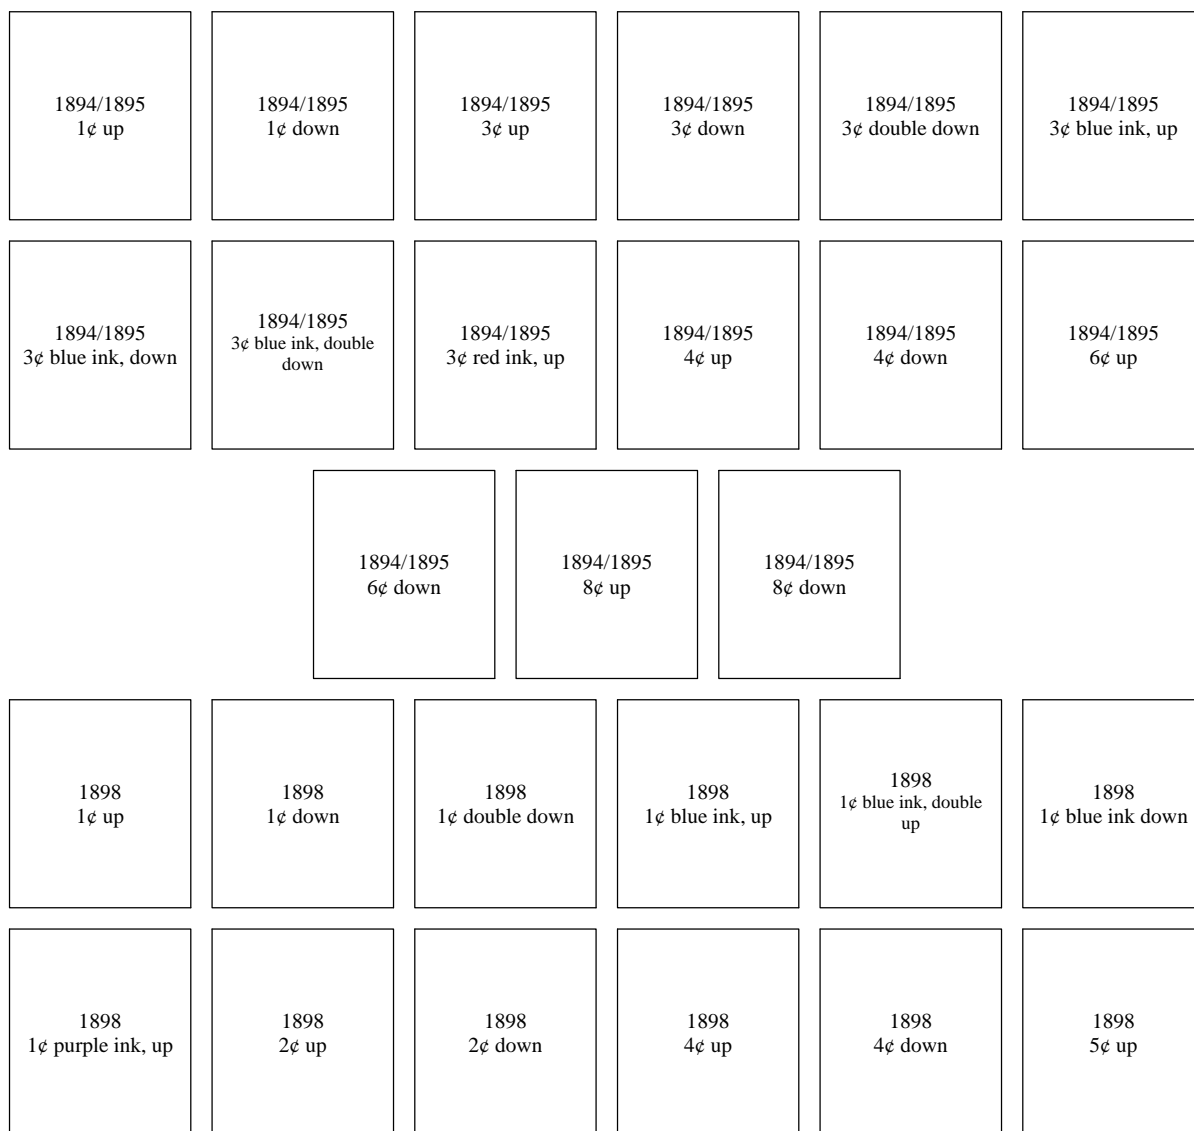 1894/1895
1¢ up
1894/1895
1¢ down
1894/1895
3¢ up
1894/1895
3¢ down
1894/1895
3¢ double down
1894/1895
3¢ blue ink, up
1894/1895
3¢ blue ink, down
1894/1895
3¢ blue ink, double
down
1894/1895
3¢ red ink, up
1894/1895
4¢ up
1894/1895
4¢ down
1894/1895
6¢ up
1894/1895
6¢ down
1894/1895
8¢ up
1894/1895
8¢ down
1898
1¢ up
1898
1¢ down
1898
1¢ double down
1898
1¢ blue ink, up
1898
1¢ blue ink, double
up
1898
1¢ blue ink down
1898
1¢ purple ink, up
1898
2¢ up
1898
2¢ down
1898
4¢ up
1898
4¢ down
1898
5¢ up